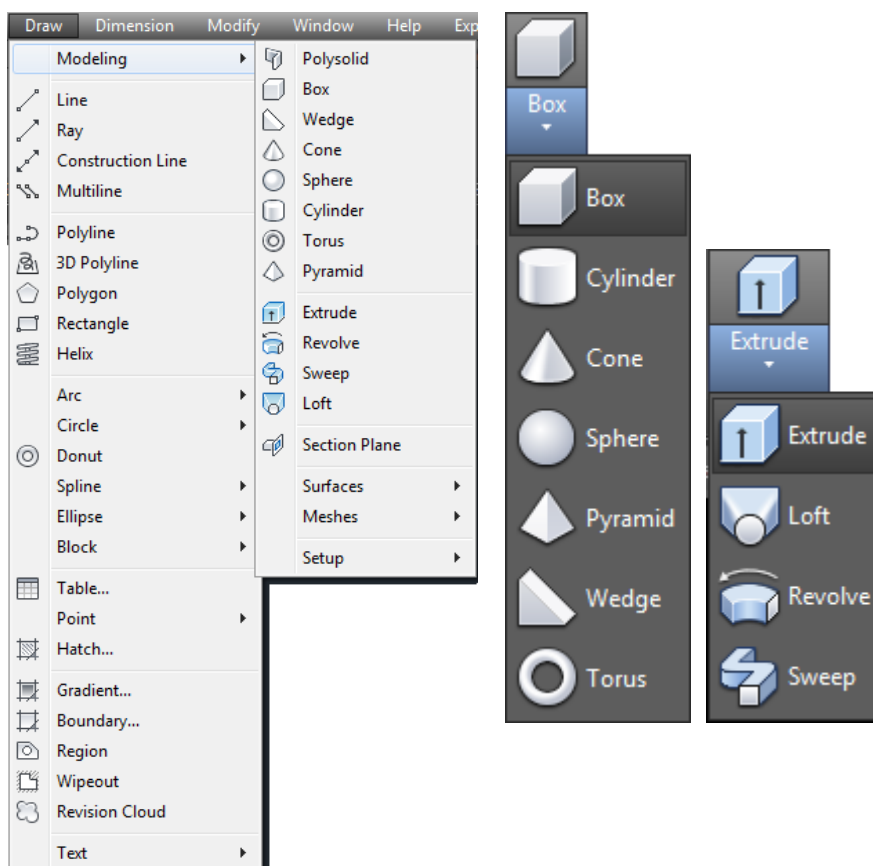 Draw Dimension Modify Window Help Exp
Modeling
Line
Ray
Construction Line
Multiline
Polyline
3D Polyline
Polygon
Rectangle
Helix
Arc
Circle
Donut
Spline
Ellipse
Block
Table...
Point
Hatch...
Gradient...
Boundary...
Region
Wipeout
Revision Cloud
Text
Polysolid
Box
Wedge
Cone
Sphere
Cylinder
Torus
Pyramid
Extrude
Revolve
Sweep
Loft
Section Plane
Surfaces
Meshes
Setup
Box
Box
Cylinder
Cone
Sphere
Pyramid
Wedge
Torus
Extrude
Extrude
Loft
Revolve
Sweep